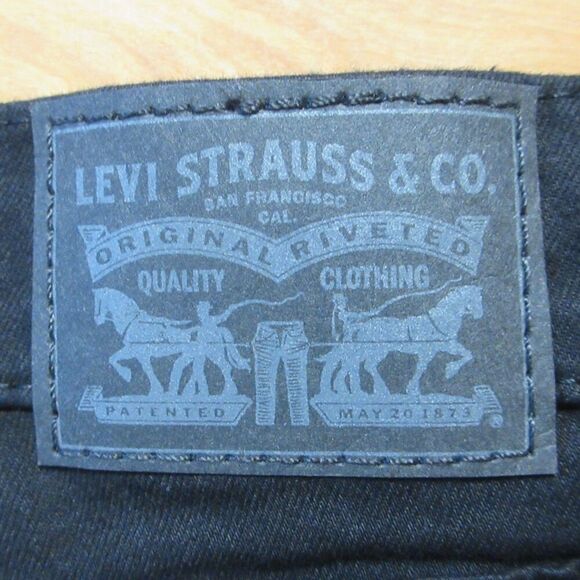 LEVI STRAUSS & CO.
SAN FRANCISCO
CAL.
ORIGINAL RIVETED
QUALITY CLOTHING
PATENTED MAY 20 1873
®